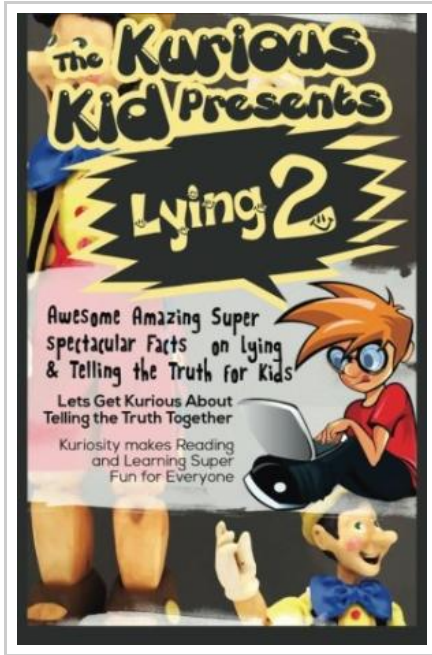 The Kurious
Kid Presents
Lying 2
Awesome Amazing Super
spectacular Facts on Lying
& Telling the Truth for Kids
Lets Get Kurious About
Telling the Truth Together
Kuriosity makes Reading
and Learning Super
Fun for Everyone